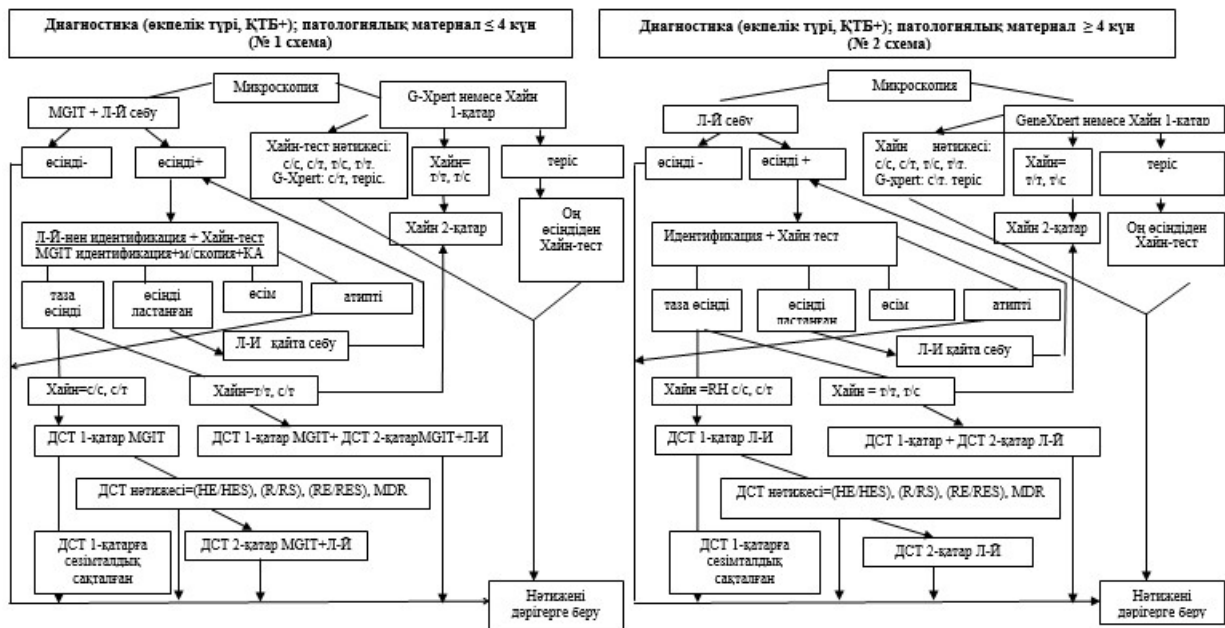 Диагностика (өкпелік түрі, ҚТБ+); патологиялық материал ≤ 4 күн
(№ 1 схема)
Микроскопия
MGIT + Л-Й себу
G-Xpert немесе Хайн
1-қатар
өсінді-
өсінді+
Хайн-тест нәтижесі:
с/с, с/т, т/с, т/т.
G-Xpert: с/т, теріс.
Хайн=
т/т, т/с
теріс
Хайн 2-қатар
Оң
өсіндіден
Хайн-тест
Л-Й-нен идентификация + Хайн-тест
MGIT идентификация+м/скопия+КА
таза
өсінді
өсінді
ластанған
өсім
атипті
Л-И қайта себу
Хайн=с/с, с/т
Хайн=т/т, с/т
ДСТ 1-қатар MGIT
ДСТ 1-қатар MGIT+ ДСТ 2-қатарMGIT+Л-И
ДСТ нәтижесі=(HE/HES), (R/RS), (RE/RES), MDR
ДСТ 1-қатарға
сезімталдық
сақталған
ДСТ 2-қатар MGIT+Л-Й
Нәтижені
дәрігерге беру
Диагностика (өкпелік түрі, ҚТБ+); патологиялық материал ≥ 4 күн
(№ 2 схема)
Микроскопия
Л-Й себу
GeneXpert немесе Хайн 1-катар
өсінді -
өсінді +
Хайн нәтижесі:
с/с, с/т, т/с, т\т.
G-xpert: с\т. теріс
Хайн=
т/т, т\с
теріс
Хайн 2-қатар
Оң өсіндіден
Хайн-тест
Идентификация + Хайн тест
таза өсінді
өсінді
ластанған
өсім
атипті
Л-И қайта себу
Хайн =RH с/с, с/т
Хайн = т/т, т/с
ДСТ 1-қатар Л-И
ДСТ 1-қатар + ДСТ 2-қатар Л-Й
ДСТ нәтижесі=(HE/HES), (R/RS), (RE/RES), MDR
ДСТ 1-қатарға
сезімталдық
сақталған
ДСТ 2-қатар Л-Й
Нәтижені
дәрігерге беру